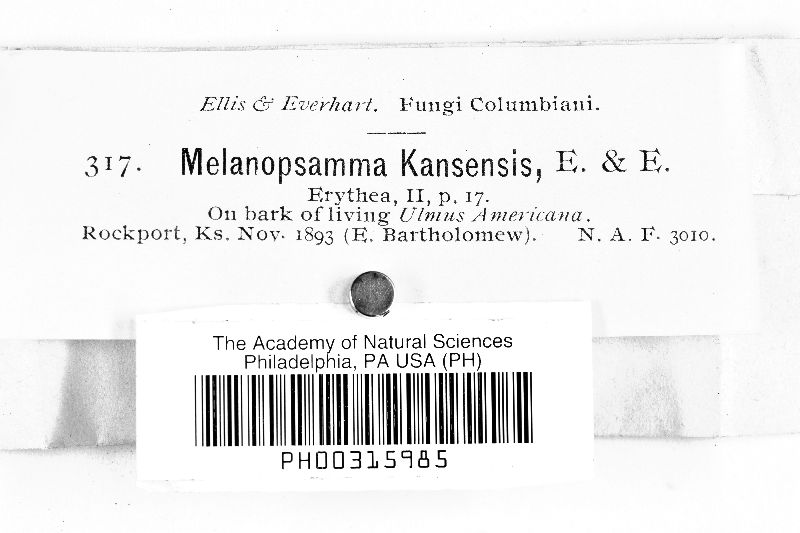 Ellis & Everhart. Fungi Columbiani.
317. Melanopsamma Kansensis, E. & E.
Erythea, II, p. 17.
On bark of living Ulmus Americana.
Rockport, Ks. Nov. 1893 (E. Bartholomew). N. A. F. 3010.
The Academy of Natural Sciences
Philadelphia, PA USA (PH)
PH00315985